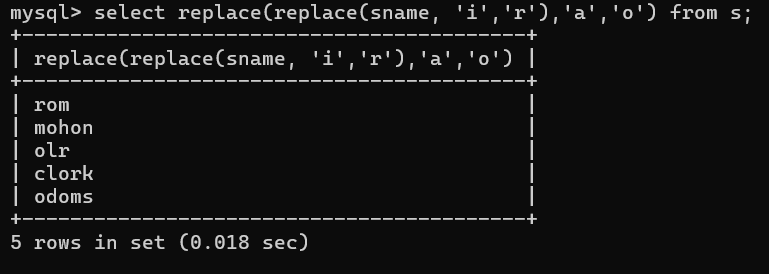 mysql> select replace(replace(sname, 'i','r'),'a','o') from s;
+------------------------------------------+
| replace(replace(sname, 'i','r'),'a','o') |
+------------------------------------------+
| rom                                      |
| mohon                                    |
| olr                                      |
| clork                                    |
| odoms                                    |
+------------------------------------------+
5 rows in set (0.018 sec)